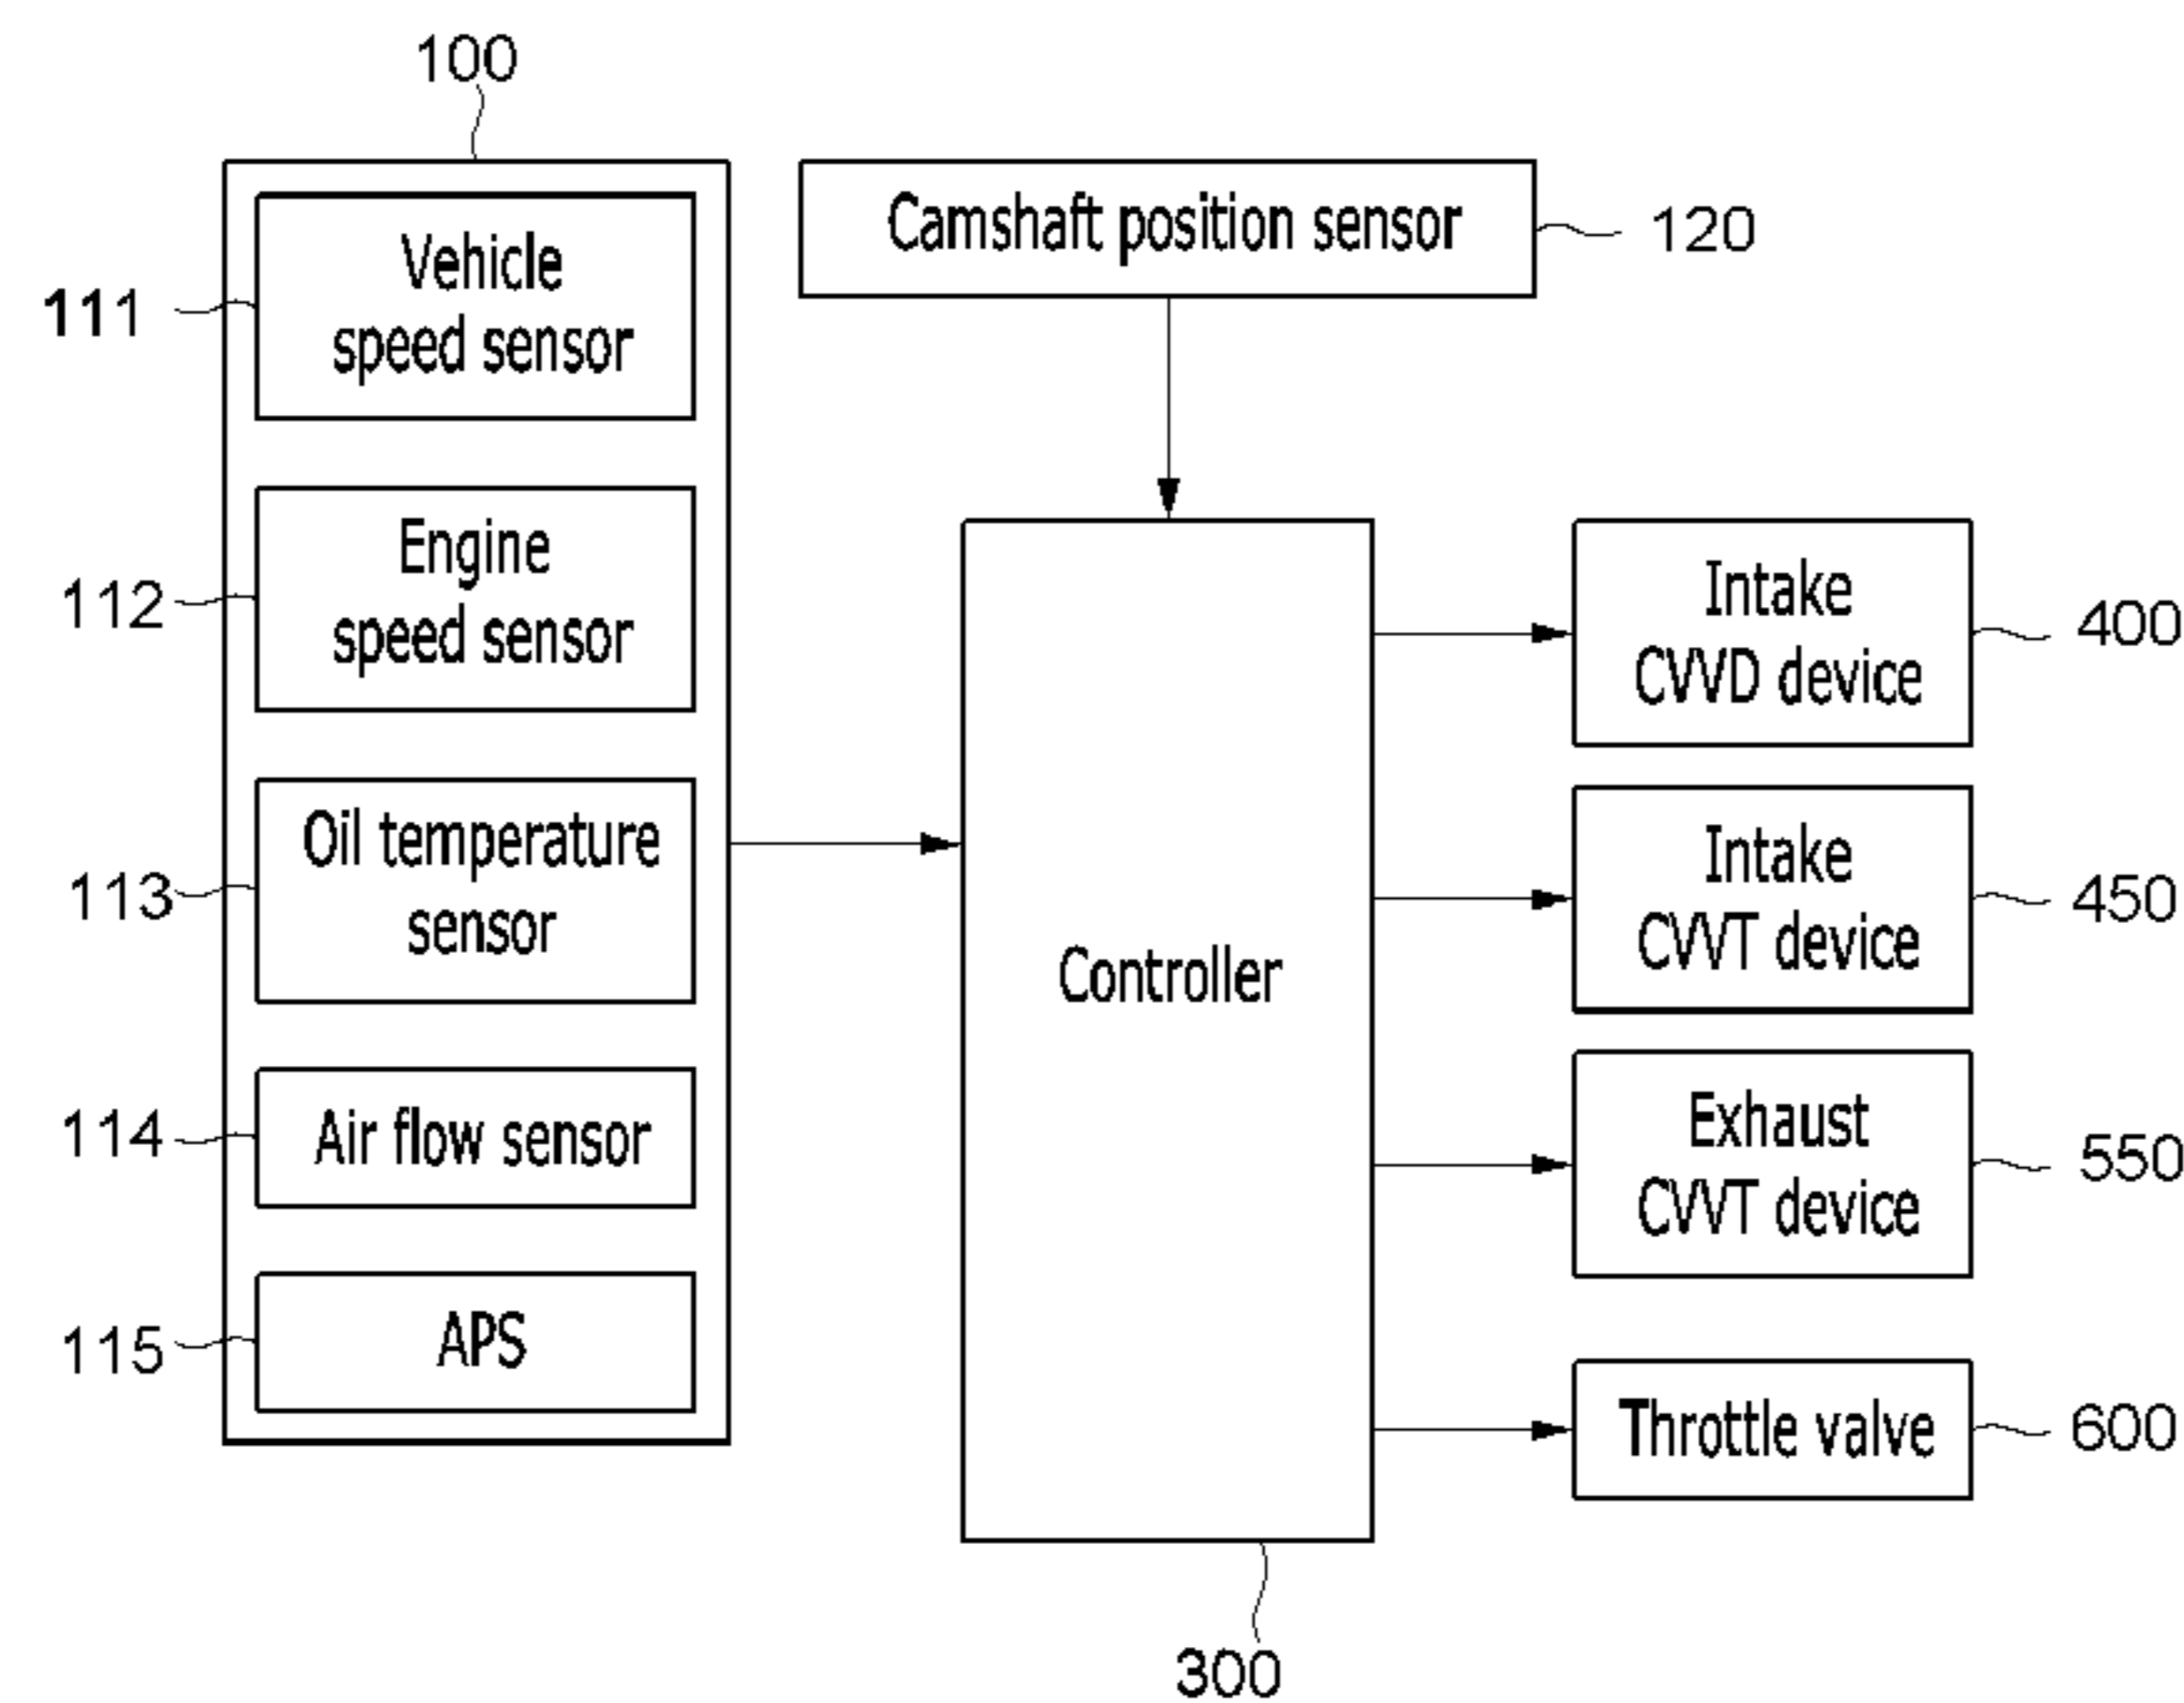 100
Vehicle
speed sensor
111
Engine
speed sensor
112
Oil temperature
sensor
113
Air flow sensor
114
APS
115
Camshaft position sensor
120
Controller
300
Intake
CVVD device
400
Intake
CVVT device
450
Exhaust
CVVT device
550
Throttle valve
600